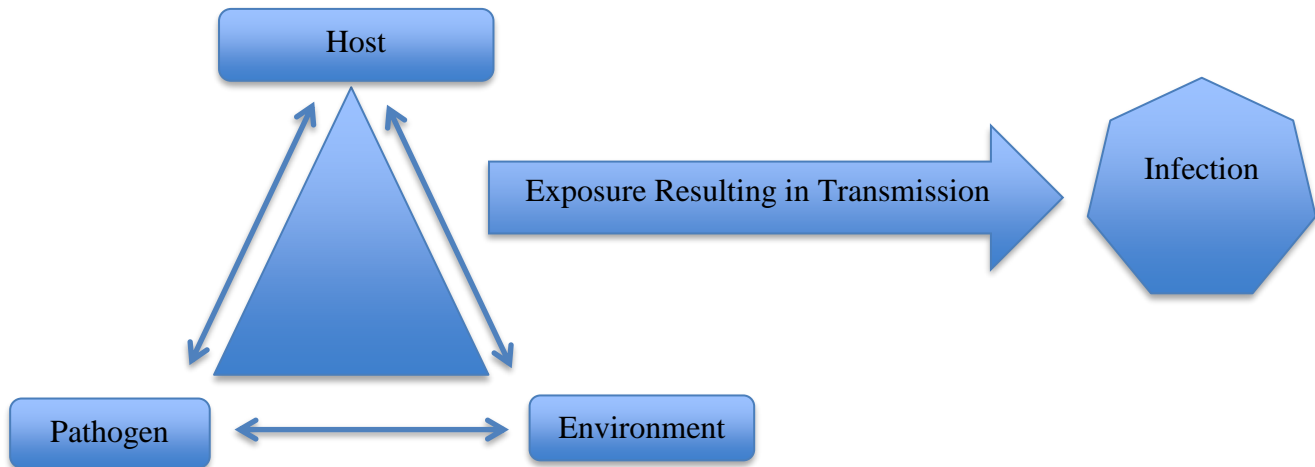 Host
Exposure Resulting in Transmission
Infection
Pathogen
Environment